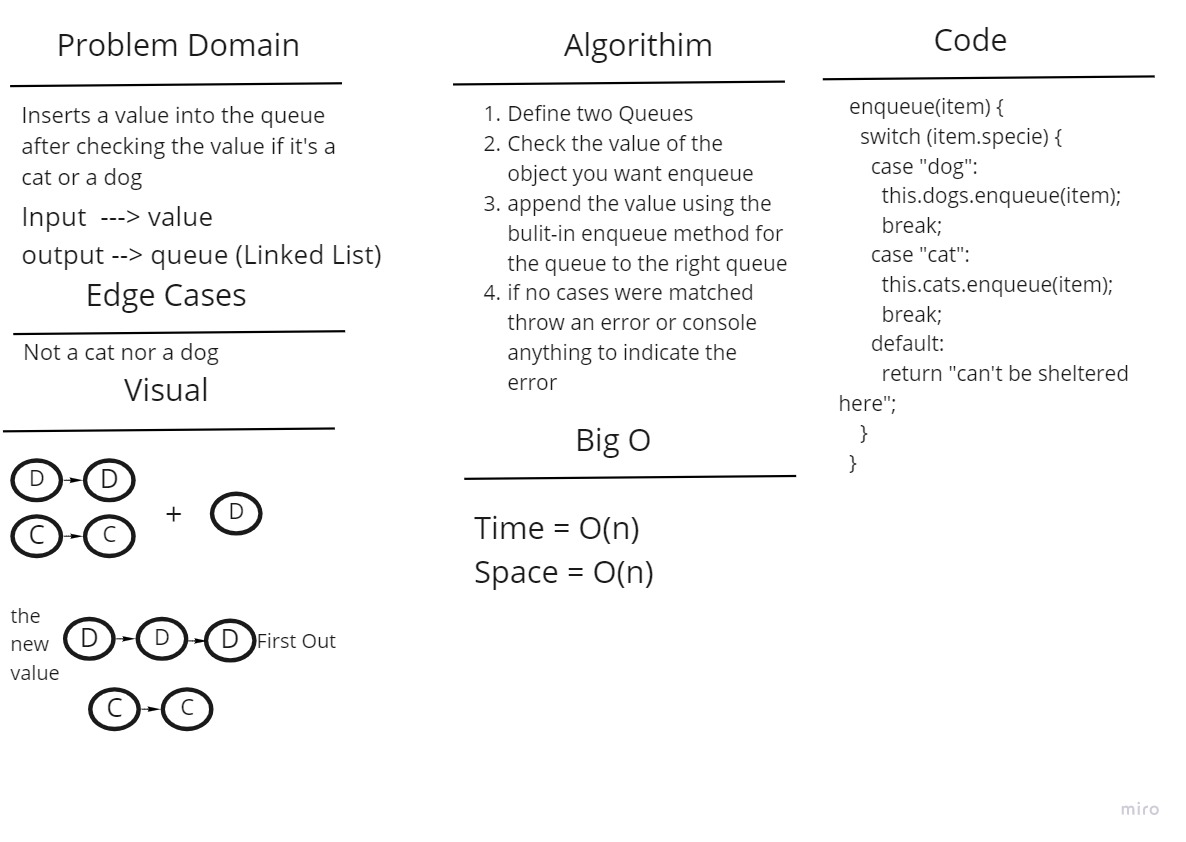 Problem Domain
Inserts a value into the queue
after checking the value if it's a
cat or a dog
Input ---> value
output --> queue (Linked List)
Edge Cases
Not a cat nor a dog
Visual
D D
C C
+ D
the
new
value
D D D First Out
C C
Algorithim
1. Define two Queues
2. Check the value of the
object you want enqueue
3. append the value using the
bulit-in enqueue method for
the queue to the right queue
4. if no cases were matched
throw an error or console
anything to indicate the
error
Big O
Time = O(n)
Space = O(n)
Code
enqueue(item) {
switch (item.specie) {
case "dog":
this.dogs.enqueue(item);
break;
case "cat":
this.cats.enqueue(item);
break;
default:
return "can't be sheltered
here";
}
}
miro